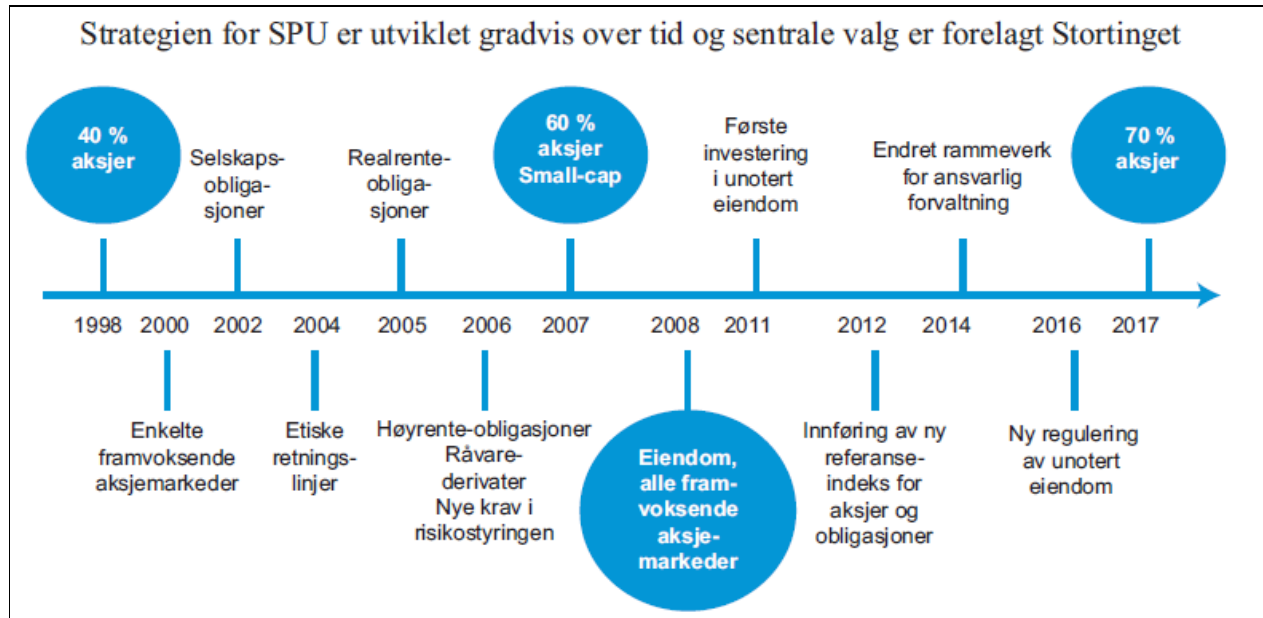 Strategien for SPU er utviklet gradvis over tid og sentrale valg er forelagt Stortinget
40 %
aksjer
Selskaps-
obliga-
sjoner
Realrente-
obliga-
sjoner
60 %
aksjer
Small-cap
Første
investering
i unotert
eiendom
Endret rammeverk
for ansvarlig
forvaltning
70 %
aksjer
1998 2000 2002 2004 2005 2006 2007 2008 2011 2012 2014 2016 2017
Enkelte
framvoksende
aksjemarkeder
Etiske
retnings-
linjer
Høyrente-obligasjoner
Råvare-
derivater
Nye krav i
risikostyringen
Eiendom,
alle fram-
voksende
aksje-
markeder
Innføring av ny
referanse-
indeks for
aksjer og
obligasjoner
Ny regulering
av unotert
eiendom